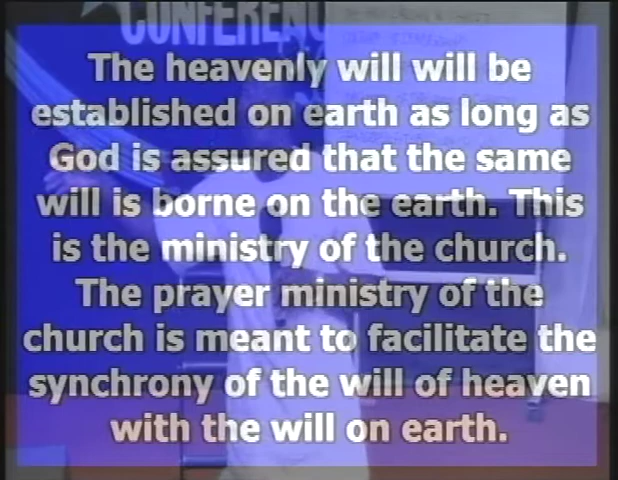 CONFERENC
The heavenly will will be
established on earth as long as
God is assured that the same
will is borne on the earth. This
is the ministry of the church.
The prayer ministry of the
church is meant to facilitate the
synchrony of the will of heaven
with the will on earth.